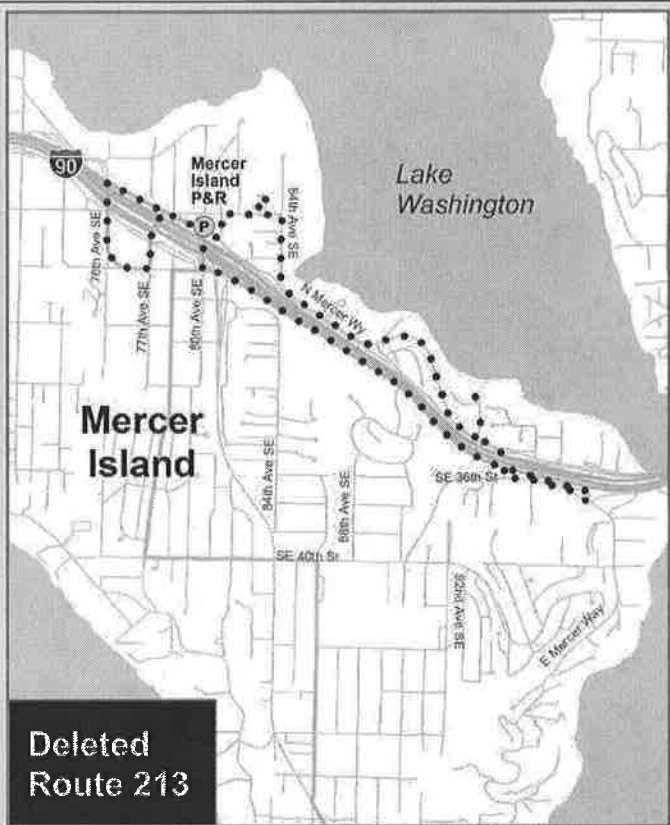 90
Mercer
Island
P&R
P
84th Ave SE
Lake
Washington
76th Ave SE
77th Ave SE
80th Ave SE
N Mercer Wy
Mercer
Island
84th Ave SE
88th Ave SE
SE 36th St
SE 40th St
92nd Ave SE
E Mercer Way
Deleted
Route 213